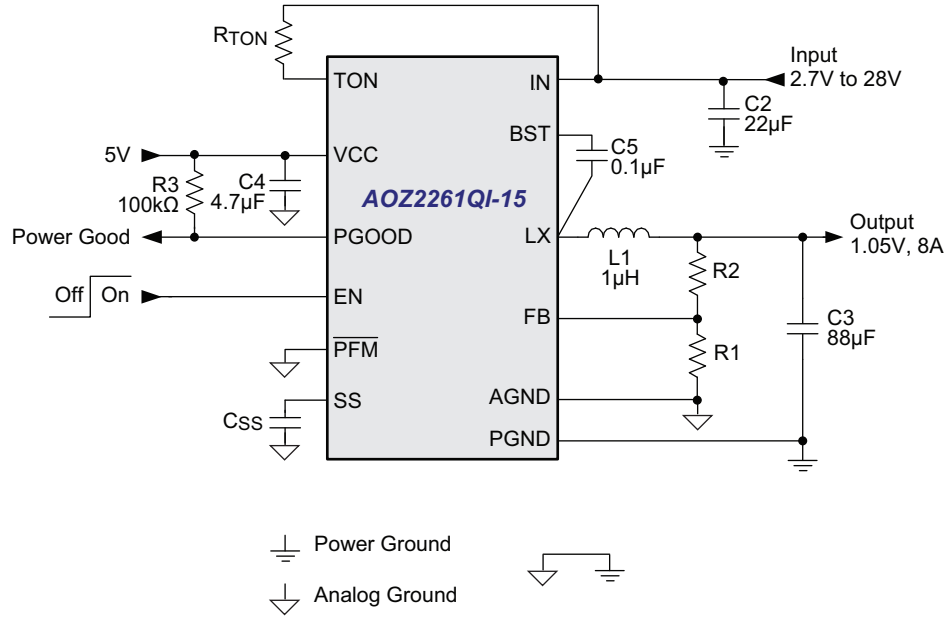 RTON
TON
IN
Input
2.7V to 28V
C2
22µF
BST
C5
0.1µF
5V
VCC
R3
100kΩ
C4
4.7µF
AOZ2261QI-15
Power Good
PGOOD
LX
L1
1µH
Output
1.05V, 8A
R2
Off On
EN
FB
C3
88µF
R1
PFM
SS
CSS
AGND
PGND
Power Ground
Analog Ground